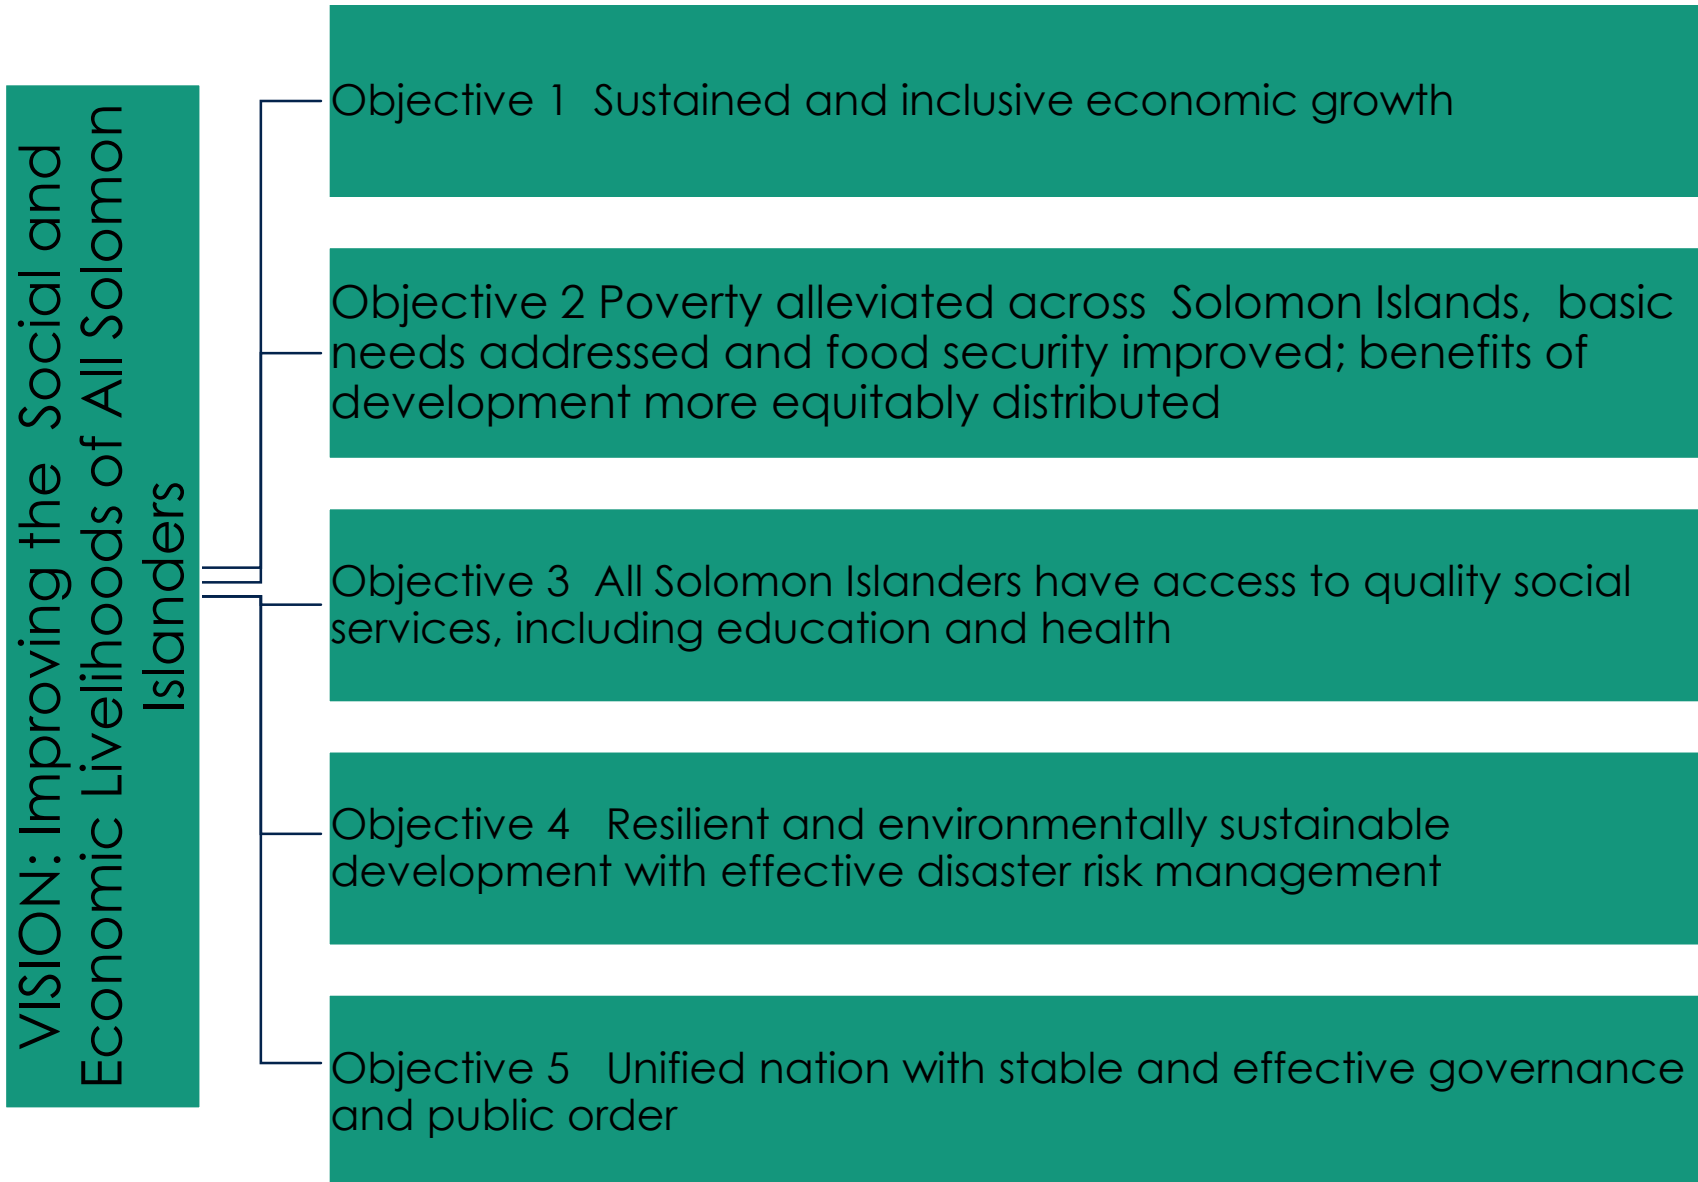 VISION: Improving the Social and
Economic Livelihoods of All Solomon
Islanders
Objective 1 Sustained and inclusive economic growth
Objective 2 Poverty alleviated across Solomon Islands, basic
needs addressed and food security improved; benefits of
development more equitably distributed
Objective 3 All Solomon Islanders have access to quality social
services, including education and health
Objective 4 Resilient and environmentally sustainable
development with effective disaster risk management
Objective 5 Unified nation with stable and effective governance
and public order